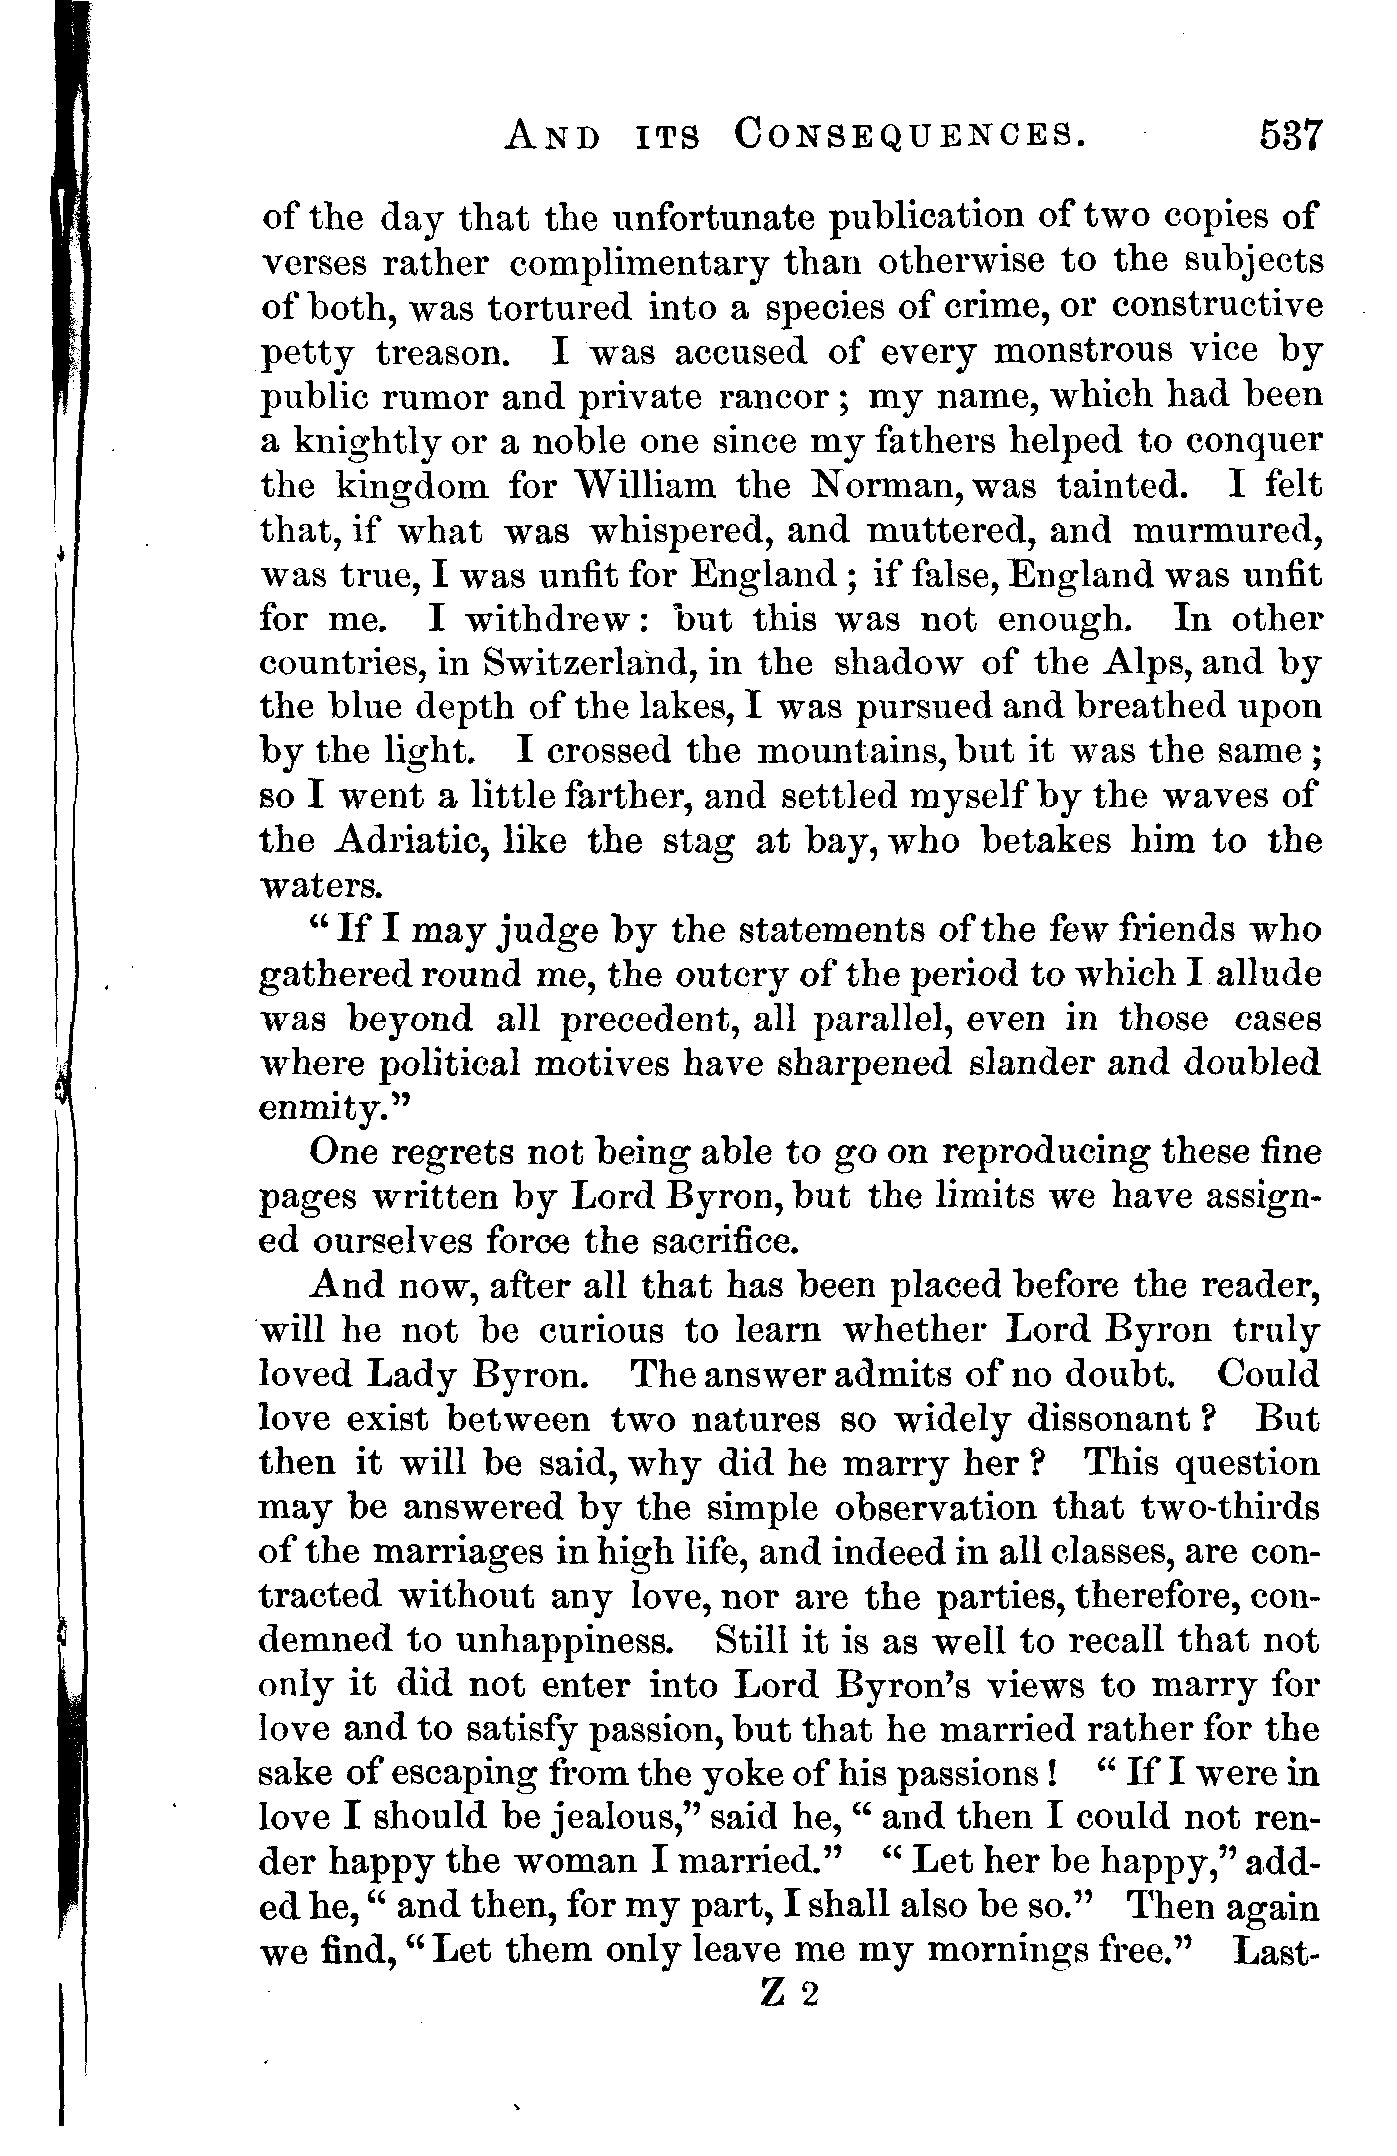 AND ITS CONSEQUENCES. 537
of the day that the unfortunate publication of two copies of
verses rather complimentary than otherwise to the subjects
of both, was tortured into a species of crime, or constructive
petty treason. I was accused of every monstrous vice by
public rumor and private rancor; my name, which had been
a knightly or a noble one since my fathers helped to conquer
the kingdom for William the Norman, was tainted. I felt
that, if what was whispered, and muttered, and murmured,
was true, I was unfit for England; if false, England was unfit
for me. I withdrew: but this was not enough. In other
countries, in Switzerland, in the shadow of the Alps, and by
the blue depth of the lakes, I was pursued and breathed upon
by the light. I crossed the mountains, but it was the same;
so I went a little farther, and settled myself by the waves of
the Adriatic, like the stag at bay, who betakes him to the
waters.
"If I may judge by the statements of the few friends who
gathered round me, the outcry of the period to which I allude
was beyond all precedent, all parallel, even in those cases
where political motives have sharpened slander and doubled
enmity."
One regrets not being able to go on reproducing these fine
pages written by Lord Byron, but the limits we have assign-
ed ourselves force the sacrifice.
And now, after all that has been placed before the reader,
will he not be curious to learn whether Lord Byron truly
loved Lady Byron. The answer admits of no doubt. Could
love exist between two natures so widely dissonant? But
then it will be said, why did he marry her? This question
may be answered by the simple observation that two-thirds
of the marriages in high life, and indeed in all classes, are con-
tracted without any love, nor are the parties, therefore, con-
demned to unhappiness. Still it is as well to recall that not
only it did not enter into Lord Byron's views to marry for
love and to satisfy passion, but that he married rather for the
sake of escaping from the yoke of his passions! "If I were in
love I should be jealous," said he, "and then I could not ren-
der happy the woman I married." "Let her be happy," add-
ed he, "and then, for my part, I shall also be so." Then again
we find, "Let them only leave me my mornings free." Last-
Z 2